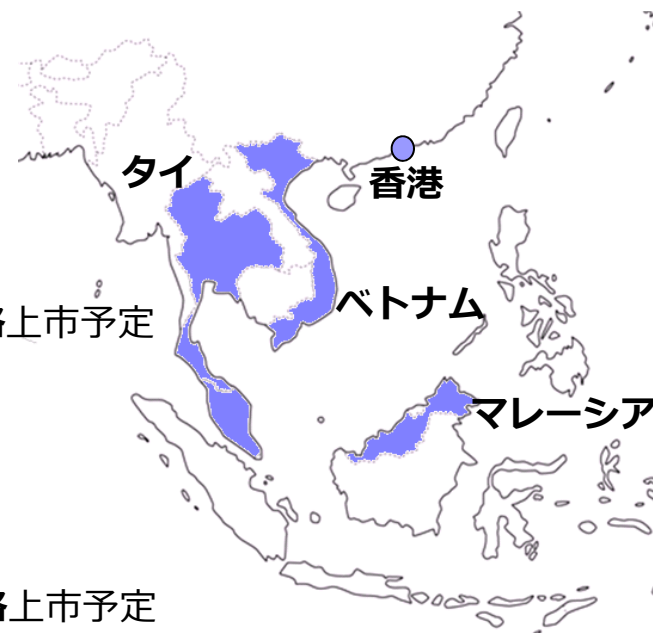 タイ
香港
ベトナム
上市予定
マレーシア
上市予定